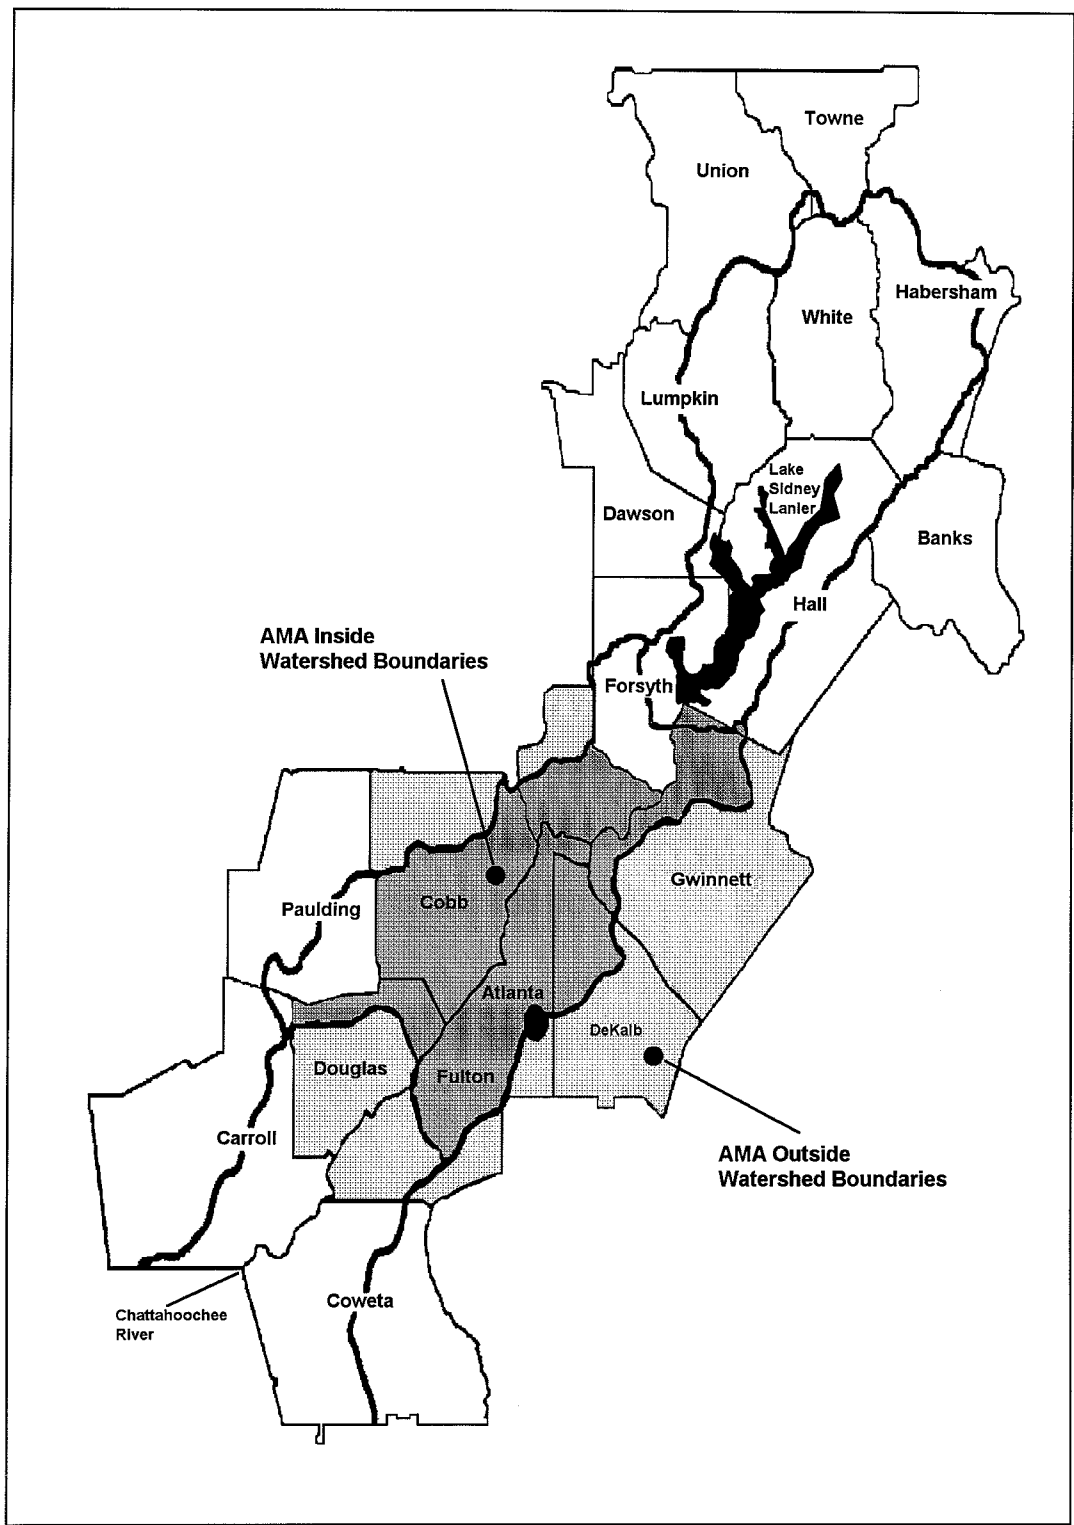 Towne
Union
Habersham
White
Lumpkin
Lake
Sidney
Lanier
Dawson
Banks
Hall
AMA Inside
Watershed Boundaries
Forsyth
Gwinnett
Cobb
Paulding
Atlanta
DeKalb
Douglas
Fulton
Carroll
AMA Outside
Watershed Boundaries
Coweta
Chattahoochee
River